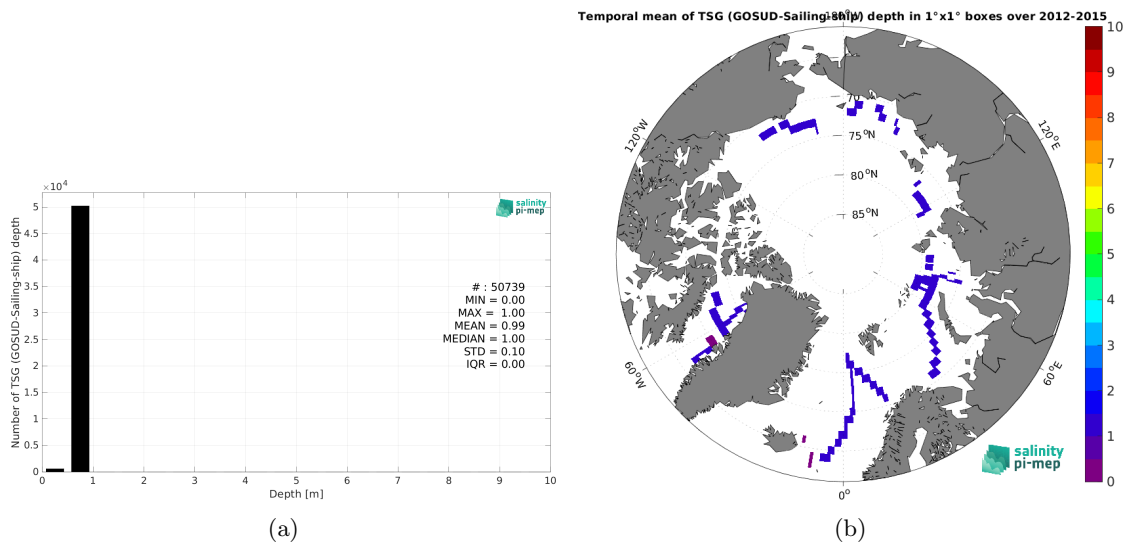 ×10⁴
5
4.5
4
3.5
3
2.5
2
1.5
1
0.5
0
Number of TSG (GOSUD-Sailing-ship) depth
0 1 2 3 4 5 6 7 8 9 10
Depth [m]
salinity
pi-mep
# : 50739
MIN = 0.00
MAX = 1.00
MEAN = 0.99
MEDIAN = 1.00
STD = 0.10
IQR = 0.00
(a)
Temporal mean of TSG (GOSUD-Sailing-ship) depth in 1°x1° boxes over 2012-2015
120°W
120°E
75°N
80°N
85°N
60°W
60°E
0°
salinity
pi-mep
10
9
8
7
6
5
4
3
2
1
0
(b)